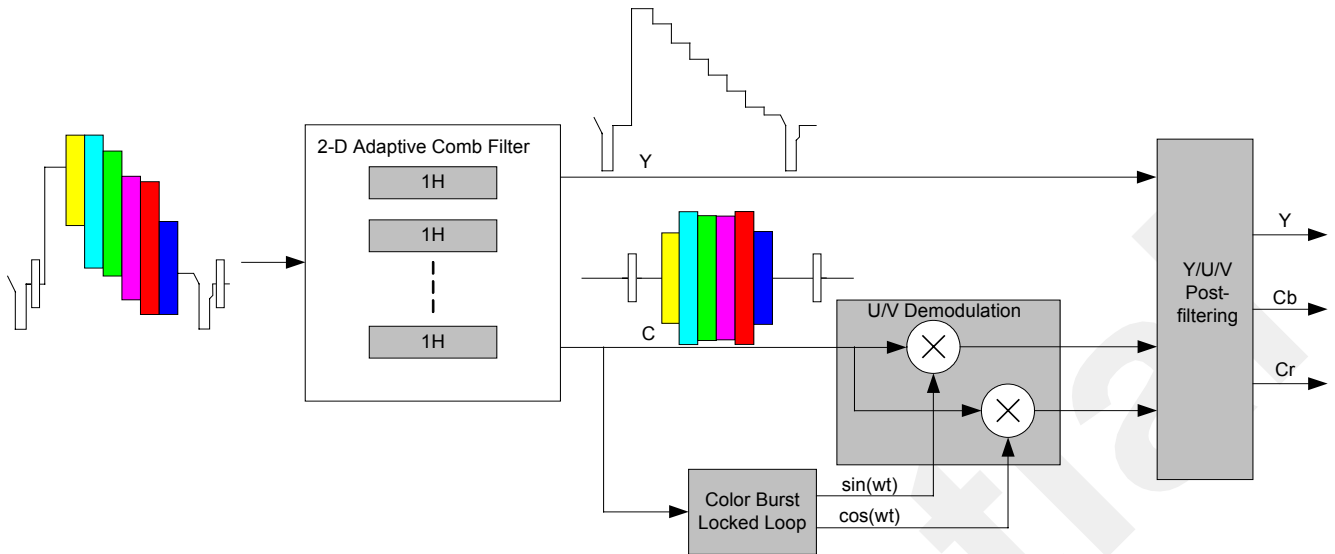 2-D Adaptive Comb Filter
1H
1H
1H
Y
C
U/V Demodulation
Color Burst
Locked Loop
sin(wt)
cos(wt)
Y/U/V
Post-
filtering
Y
Cb
Cr